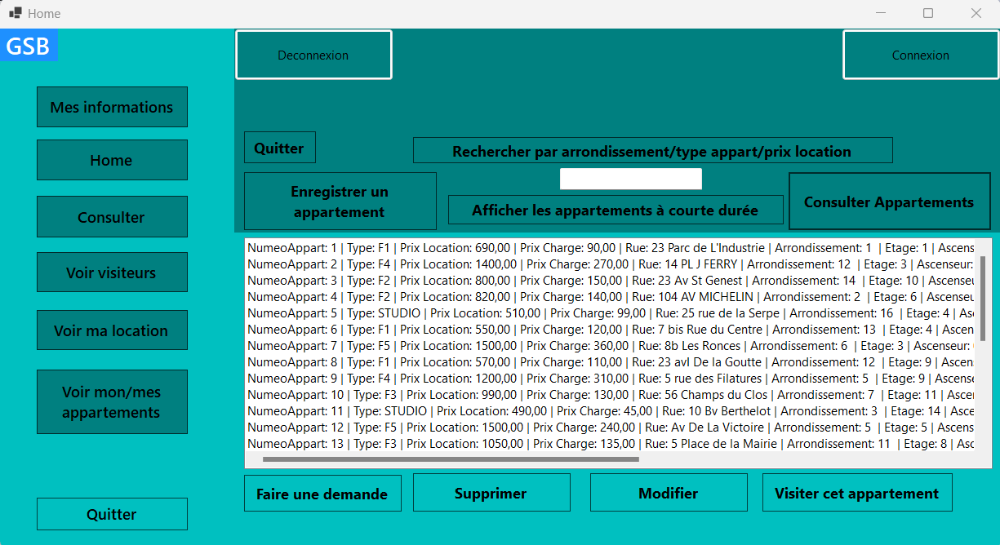 Home
GSB
Deconnexion
Connexion
Mes informations
Home
Consulter
Voir visiteurs
Voir ma location
Voir mon/mes
appartements
Quitter
Quitter
Rechercher par arrondissement/type appart/prix location
Enregistrer un
appartement
Afficher les appartements à courte durée
Consulter Appartements
NumeoAppart: 1 | Type: F1 | Prix Location: 690,00 | Prix Charge: 90,00 | Rue: 23 Parc de L'Industrie | Arrondissement: 1 | Etage: 1 | Ascens
NumeoAppart: 2 | Type: F4 | Prix Location: 1400,00 | Prix Charge: 270,00 | Rue: 14 PL J FERRY | Arrondissement: 12 | Etage: 3 | Ascenseur:
NumeoAppart: 3 | Type: F2 | Prix Location: 800,00 | Prix Charge: 150,00 | Rue: 23 Av St Genest | Arrondissement: 14 | Etage: 10 | Ascenseu
NumeoAppart: 4 | Type: F2 | Prix Location: 820,00 | Prix Charge: 140,00 | Rue: 104 AV MICHELIN | Arrondissement: 2 | Etage: 6 | Ascenseu
NumeoAppart: 5 | Type: STUDIO | Prix Location: 510,00 | Prix Charge: 99,00 | Rue: 25 rue de la Serpe | Arrondissement: 16 | Etage: 4 | As
NumeoAppart: 6 | Type: F1 | Prix Location: 550,00 | Prix Charge: 120,00 | Rue: 7 bis Rue du Centre | Arrondissement: 13 | Etage: 4 | Ascen
NumeoAppart: 7 | Type: F5 | Prix Location: 1500,00 | Prix Charge: 360,00 | Rue: 8b Les Ronces | Arrondissement: 6 | Etage: 3 | Ascenseur:
NumeoAppart: 8 | Type: F1 | Prix Location: 570,00 | Prix Charge: 110,00 | Rue: 23 avl De la Goutte | Arrondissement: 12 | Etage: 9 | Ascen
NumeoAppart: 9 | Type: F4 | Prix Location: 1200,00 | Prix Charge: 310,00 | Rue: 5 rue des Filatures | Arrondissement: 5 | Etage: 9 | Ascense
NumeoAppart: 10 | Type: F3 | Prix Location: 990,00 | Prix Charge: 130,00 | Rue: 56 Champs du Clos | Arrondissement: 7 | Etage: 11 | Asce
NumeoAppart: 11 | Type: STUDIO | Prix Location: 490,00 | Prix Charge: 45,00 | Rue: 10 Bv Berthelot | Arrondissement: 3 | Etage: 14 | Asce
NumeoAppart: 12 | Type: F5 | Prix Location: 1500,00 | Prix Charge: 240,00 | Rue: Av De La Victoire | Arrondissement: 5 | Etage: 5 | Ascens
NumeoAppart: 13 | Type: F3 | Prix Location: 1050,00 | Prix Charge: 135,00 | Rue: 5 Place de la Mairie | Arrondissement: 11 | Etage: 8 | Asc
Faire une demande
Supprimer
Modifier
Visiter cet appartement